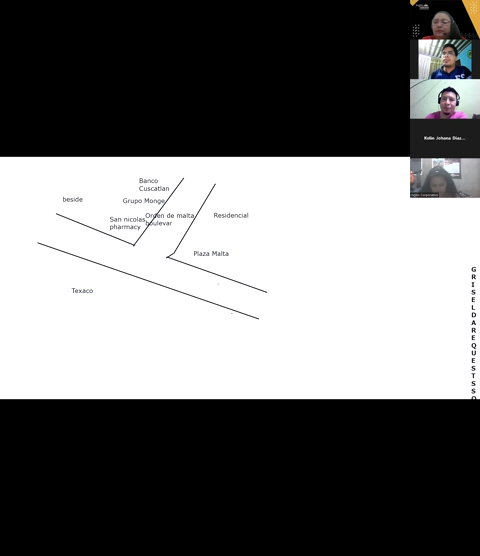 Banco
Cuscatlan
beside
Grupo Monge
Orden de malta
boulevar
San nicolas
pharmacy
Residencial
Plaza Malta
Texaco
Kelin Johana Dias...
G
R
I
S
E
L
D
A
R
E
Q
U
E
S
T
S
S
O